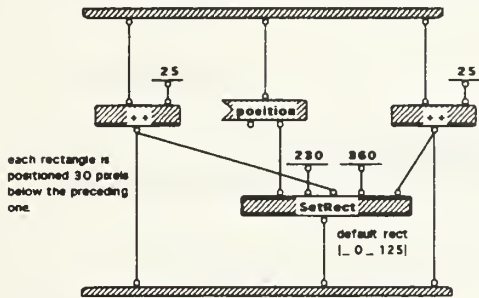 25
25
++
position
++
each rectangle is
positioned 30 pixels
below the preceding
one.
230
360
SetRect
default rect
|_ 0 _ 125|